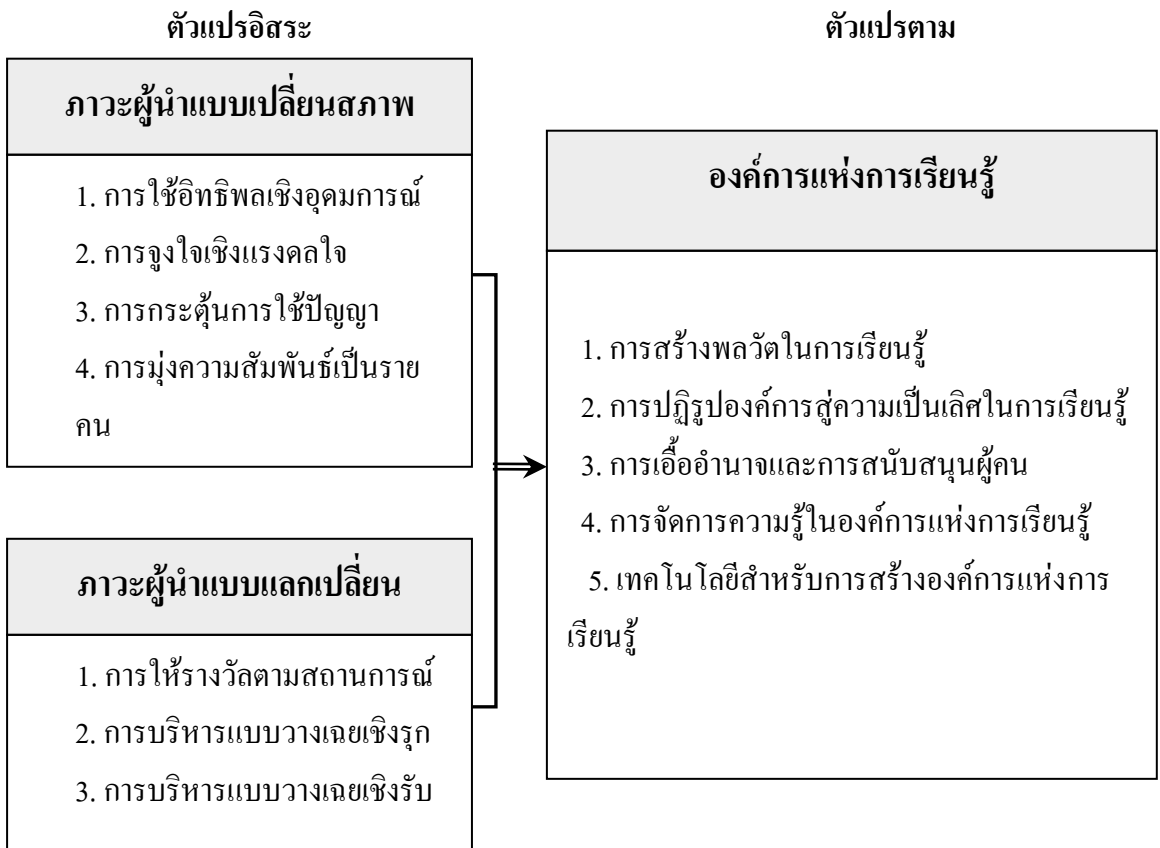 ตัวแปรอิสระ
ตัวแปรตาม
ภาวะผู้นำแบบเปลี่ยนสภาพ
1. การใช้อิทธิพลเชิงอุดมการณ์
2. การจูงใจเชิงแรงดลใจ
3. การกระตุ้นการใช้ปัญญา
4. การมุ่งความสัมพันธ์เป็นราย
คน
ภาวะผู้นำแบบแลกเปลี่ยน
1. การให้รางวัลตามสถานการณ์
2. การบริหารแบบวางเฉยเชิงรุก
3. การบริหารแบบวางเฉยเชิงรับ
องค์การแห่งการเรียนรู้
1. การสร้างพลวัตในการเรียนรู้
2. การปฏิรูปองค์การสู่ความเป็นเลิศในการเรียนรู้
3. การเอื้ออำนาจและการสนับสนุนผู้คน
4. การจัดการความรู้ในองค์การแห่งการเรียนรู้
5. เทคโนโลยีสำหรับการสร้างองค์การแห่งการ
เรียนรู้